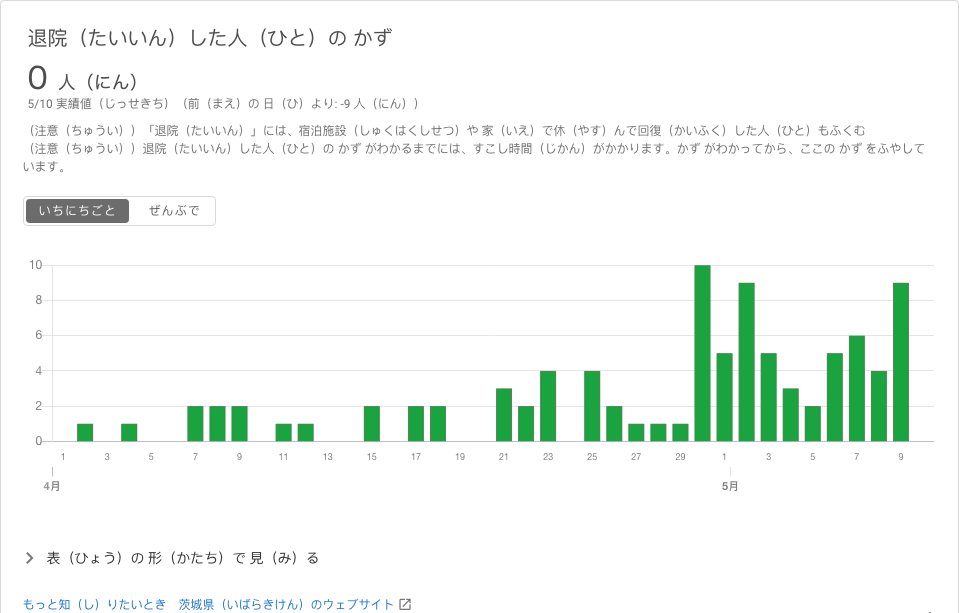 退院（たいいん）した人（ひと）の かず
0 人（にん）
5/10 実績値（じっせきち）（前（まえ）の 日（ひ）より: -9 人（にん））
（注意（ちゅうい））「退院（たいいん）」には、宿泊施設（しゅくはくしせつ）や 家（いえ）で休（やす）んで回復（かいふく）した人（ひと）もふくむ
（注意（ちゅうい））退院（たいいん）した人（ひと）の かず がわかるまでには、すこし時間（じかん）がかかります。かず がわかってから、ここの かず をふやして
います。
いちにちごと ぜんぶで
10
8
6
4
2
0
1 3 5 7 9 11 13 15 17 19 21 23 25 27 29 1 3 5 7 9
4月 5月
表（ひょう）の 形（かたち）で 見（み）る
もっと知（し）りたいとき 茨城県（いばらきけん）のウェブサイト